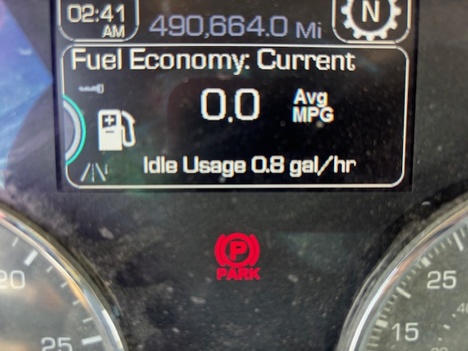 02:41
AM
490,664.0 Mi
N
Fuel Economy: Current
0.0
Avg
MPG
Idle Usage 0.8 gal/hr
P
PARK
20
25
25
15